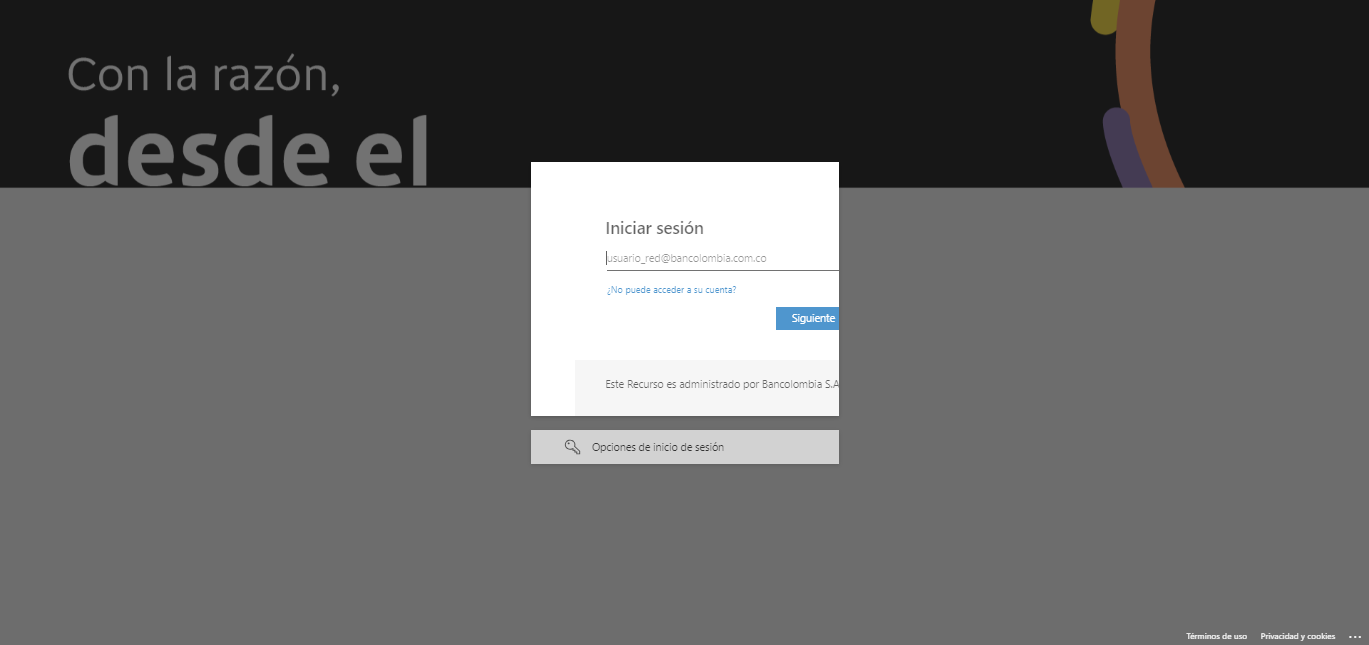 Con la razón,
desde el
Iniciar sesión
usuario_red@bancolombia.com.co
¿No puede acceder a su cuenta?
Siguiente
Este Recurso es administrado por Bancolombia S.A
Opciones de inicio de sesión
Términos de uso Privacidad y cookies ...